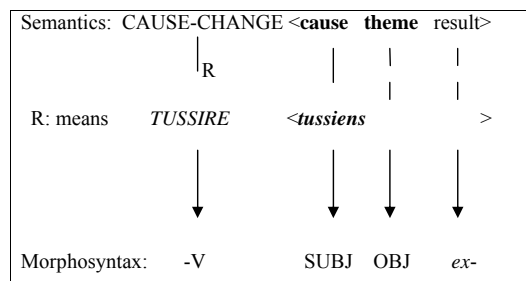 Semantics: CAUSE-CHANGE <cause theme result>
R
R: means TUSSIRE <tussiens >
Morphosyntax: -V SUBJ OBJ ex-